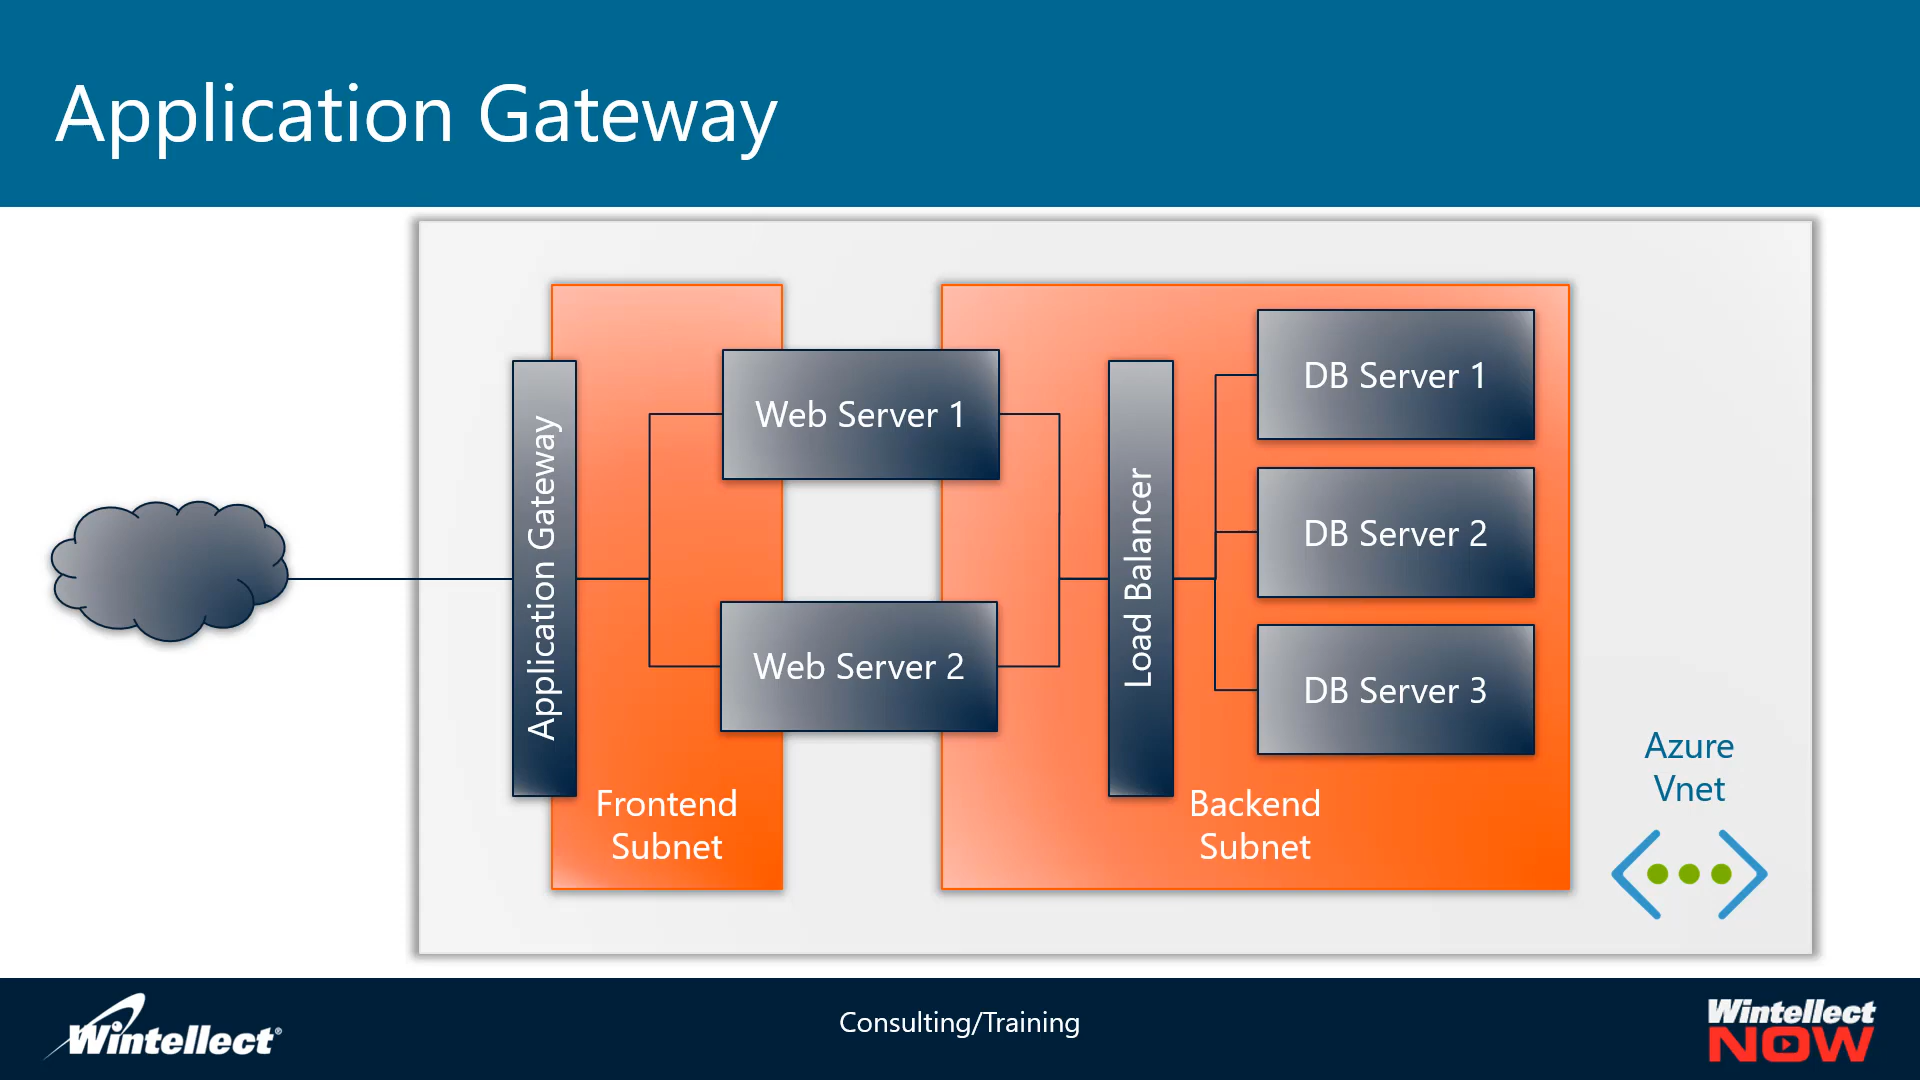 Application Gateway
Application Gateway
Frontend
Subnet
Web Server 1
Web Server 2
Load Balancer
Backend
Subnet
DB Server 1
DB Server 2
DB Server 3
Azure
Vnet
Wintellect®
Consulting/Training
Wintellect
NOW